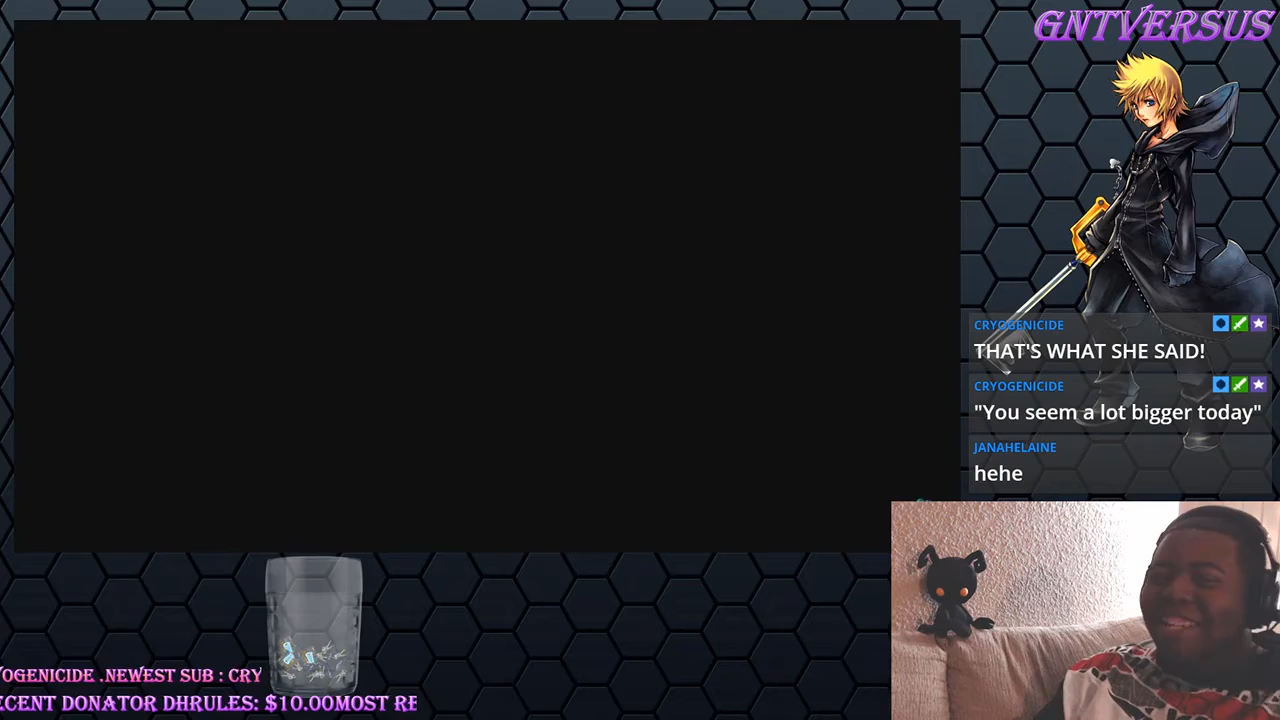 GNTVERSUS
CRYOGENICIDE
THAT'S WHAT SHE SAID!
CRYOGENICIDE
"You seem a lot bigger today"
JANAHELAINE
hehe
YOGENICIDE .NEWEST SUB : CRY
ECENT DONATOR DHRULES: $10.00MOST RE